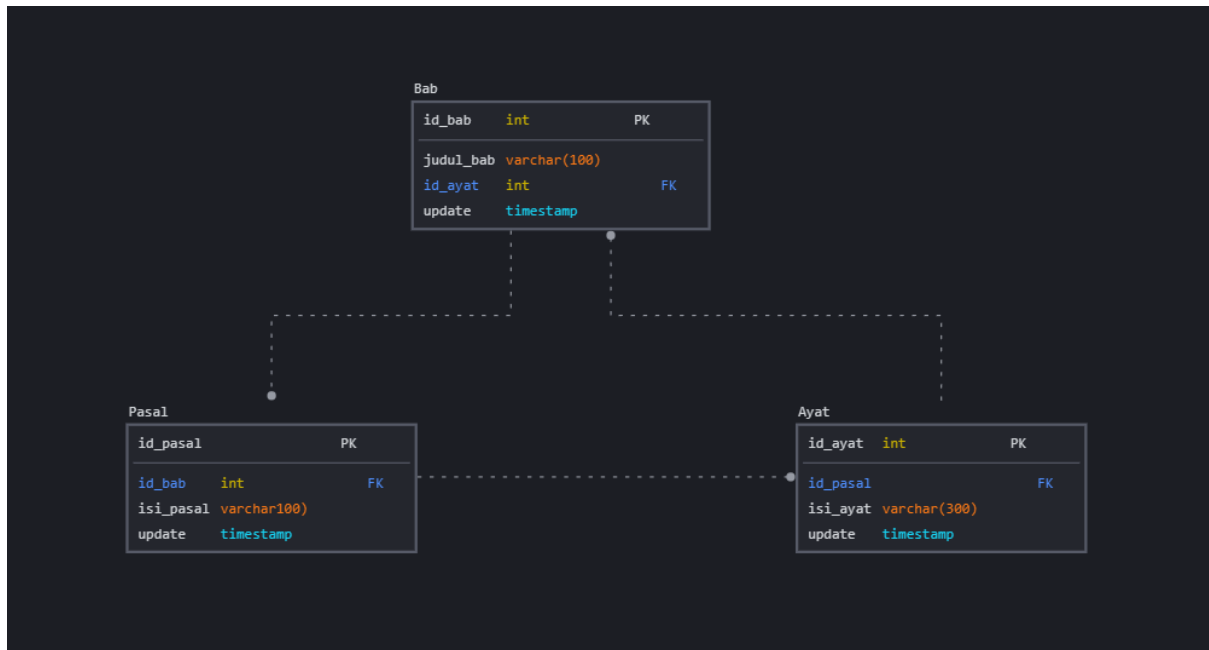 Bab
id_bab int PK
judul_bab varchar(100)
id_ayat int FK
update timestamp
Pasal
id_pasal PK
id_bab int FK
isi_pasal varchar100)
update timestamp
Ayat
id_ayat int PK
id_pasal FK
isi_ayat varchar(300)
update timestamp